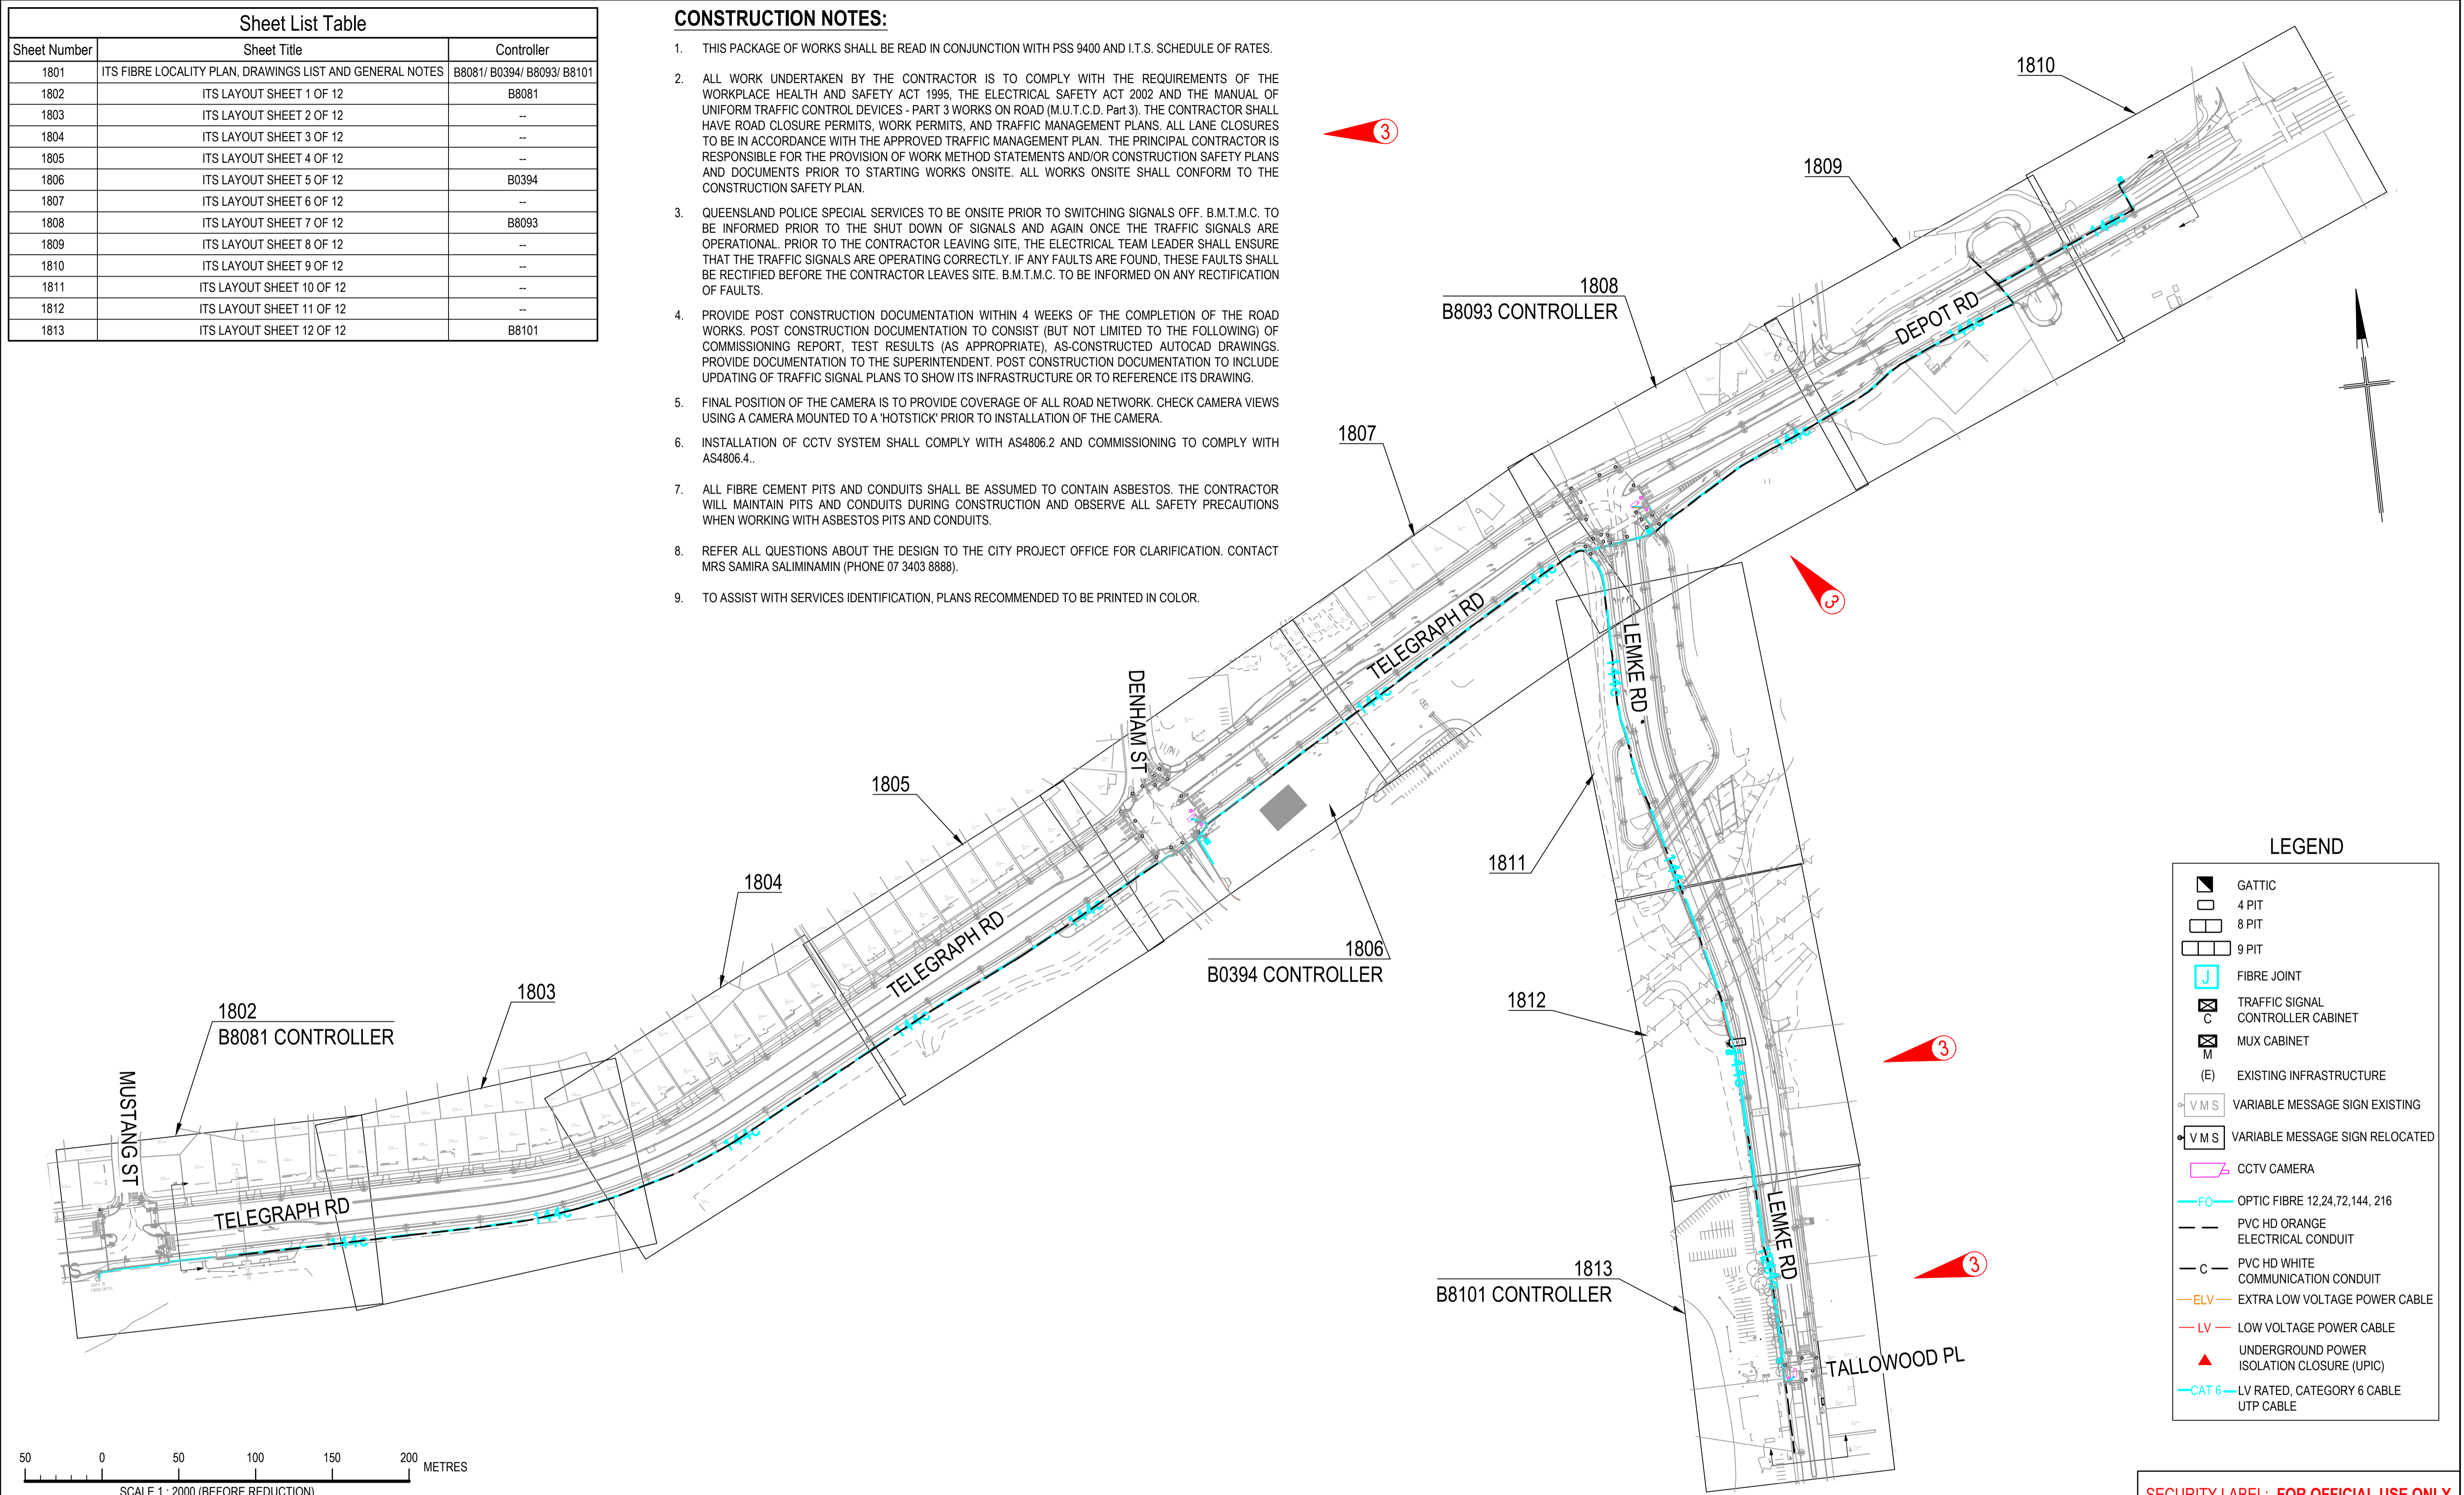 Sheet List Table
Sheet Number Sheet Title Controller
1801 ITS FIBRE LOCALITY PLAN, DRAWINGS LIST AND GENERAL NOTES B8081/ B0394/ B8093/ B8101
1802 ITS LAYOUT SHEET 1 OF 12 B8081
1803 ITS LAYOUT SHEET 2 OF 12 --
1804 ITS LAYOUT SHEET 3 OF 12 --
1805 ITS LAYOUT SHEET 4 OF 12 --
1806 ITS LAYOUT SHEET 5 OF 12 B0394
1807 ITS LAYOUT SHEET 6 OF 12 --
1808 ITS LAYOUT SHEET 7 OF 12 B8093
1809 ITS LAYOUT SHEET 8 OF 12 --
1810 ITS LAYOUT SHEET 9 OF 12 --
1811 ITS LAYOUT SHEET 10 OF 12 --
1812 ITS LAYOUT SHEET 11 OF 12 --
1813 ITS LAYOUT SHEET 12 OF 12 B8101
CONSTRUCTION NOTES:
1. THIS PACKAGE OF WORKS SHALL BE READ IN CONJUNCTION WITH PSS 9400 AND I.T.S. SCHEDULE OF RATES.
2. ALL WORK UNDERTAKEN BY THE CONTRACTOR IS TO COMPLY WITH THE REQUIREMENTS OF THE
WORKPLACE HEALTH AND SAFETY ACT 1995, THE ELECTRICAL SAFETY ACT 2002 AND THE MANUAL OF
UNIFORM TRAFFIC CONTROL DEVICES - PART 3 WORKS ON ROAD (M.U.T.C.D. Part 3). THE CONTRACTOR SHALL
HAVE ROAD CLOSURE PERMITS, WORK PERMITS, AND TRAFFIC MANAGEMENT PLANS. ALL LANE CLOSURES
TO BE IN ACCORDANCE WITH THE APPROVED TRAFFIC MANAGEMENT PLAN. THE PRINCIPAL CONTRACTOR IS
RESPONSIBLE FOR THE PROVISION OF WORK METHOD STATEMENTS AND/OR CONSTRUCTION SAFETY PLANS
AND DOCUMENTS PRIOR TO STARTING WORKS ONSITE. ALL WORKS ONSITE SHALL CONFORM TO THE
CONSTRUCTION SAFETY PLAN.
3. QUEENSLAND POLICE SPECIAL SERVICES TO BE ONSITE PRIOR TO SWITCHING SIGNALS OFF. B.M.T.M.C. TO
BE INFORMED PRIOR TO THE SHUT DOWN OF SIGNALS AND AGAIN ONCE THE TRAFFIC SIGNALS ARE
OPERATIONAL. PRIOR TO THE CONTRACTOR LEAVING SITE, THE ELECTRICAL TEAM LEADER SHALL ENSURE
THAT THE TRAFFIC SIGNALS ARE OPERATING CORRECTLY. IF ANY FAULTS ARE FOUND, THESE FAULTS SHALL
BE RECTIFIED BEFORE THE CONTRACTOR LEAVES SITE. B.M.T.M.C. TO BE INFORMED ON ANY RECTIFICATION
OF FAULTS.
4. PROVIDE POST CONSTRUCTION DOCUMENTATION WITHIN 4 WEEKS OF THE COMPLETION OF THE ROAD
WORKS. POST CONSTRUCTION DOCUMENTATION TO CONSIST (BUT NOT LIMITED TO THE FOLLOWING) OF
COMMISSIONING REPORT, TEST RESULTS (AS APPROPRIATE), AS-CONSTRUCTED AUTOCAD DRAWINGS.
PROVIDE DOCUMENTATION TO THE SUPERINTENDENT. POST CONSTRUCTION DOCUMENTATION TO INCLUDE
UPDATING OF TRAFFIC SIGNAL PLANS TO SHOW ITS INFRASTRUCTURE OR TO REFERENCE ITS DRAWING.
5. FINAL POSITION OF THE CAMERA IS TO PROVIDE COVERAGE OF ALL ROAD NETWORK. CHECK CAMERA VIEWS
USING A CAMERA MOUNTED TO A 'HOTSTICK' PRIOR TO INSTALLATION OF THE CAMERA.
6. INSTALLATION OF CCTV SYSTEM SHALL COMPLY WITH AS4806.2 AND COMMISSIONING TO COMPLY WITH
AS4806.4..
7. ALL FIBRE CEMENT PITS AND CONDUITS SHALL BE ASSUMED TO CONTAIN ASBESTOS. THE CONTRACTOR
WILL MAINTAIN PITS AND CONDUITS DURING CONSTRUCTION AND OBSERVE ALL SAFETY PRECAUTIONS
WHEN WORKING WITH ASBESTOS PITS AND CONDUITS.
8. REFER ALL QUESTIONS ABOUT THE DESIGN TO THE CITY PROJECT OFFICE FOR CLARIFICATION. CONTACT
MRS SAMIRA SALIMINAMIN (PHONE 07 3403 8888).
9. TO ASSIST WITH SERVICES IDENTIFICATION, PLANS RECOMMENDED TO BE PRINTED IN COLOR.
3
1810
1809
144c
1808
B8093 CONTROLLER
DEPOT RD
144c
1807
144c
144c
3
TELEGRAPH RD
144c
LEMKE RD
144c
DENHAM ST
1805
1811
144c
1804
144c
TELEGRAPH RD
1806
B0394 CONTROLLER
144c
1803
1802
B8081 CONTROLLER
1812
144c
3
MUSTANG ST
144c
TELEGRAPH RD
144c
144c
TS
LEMKE RD
144c
3
1813
B8101 CONTROLLER
TALLOWOOD PL
LEGEND
GATTIC
4 PIT
8 PIT
9 PIT
J FIBRE JOINT
TRAFFIC SIGNAL
C CONTROLLER CABINET
MUX CABINET
M
(E) EXISTING INFRASTRUCTURE
V M S VARIABLE MESSAGE SIGN EXISTING
V M S VARIABLE MESSAGE SIGN RELOCATED
CCTV CAMERA
FO OPTIC FIBRE 12,24,72,144, 216
PVC HD ORANGE
ELECTRICAL CONDUIT
C PVC HD WHITE
COMMUNICATION CONDUIT
ELV EXTRA LOW VOLTAGE POWER CABLE
LV LOW VOLTAGE POWER CABLE
UNDERGROUND POWER
ISOLATION CLOSURE (UPIC)
CAT 6 LV RATED, CATEGORY 6 CABLE
UTP CABLE
50 0 50 100 150 200 METRES
SCALE 1 : 2000 (BEFORE REDUCTION)
SECURITY LABEL: FOR OFFICIAL USE ONLY